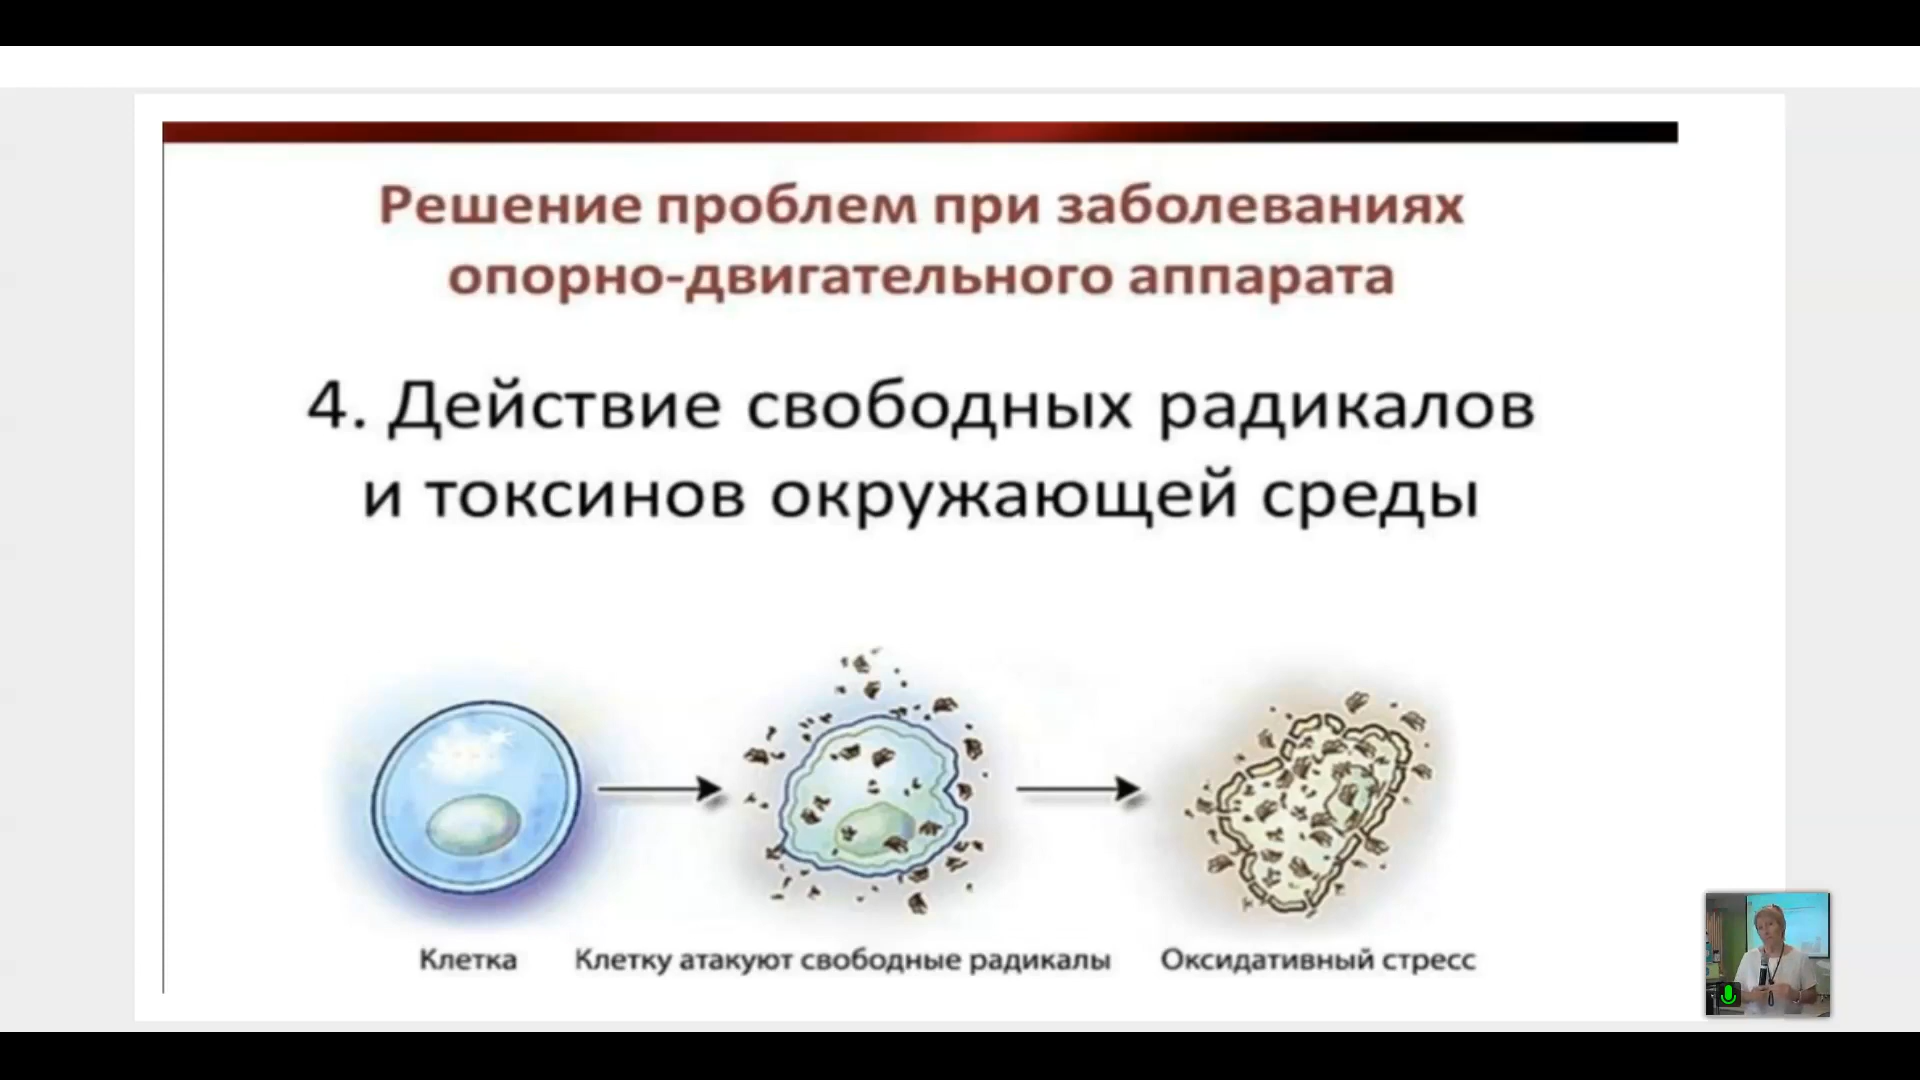 Решение проблем при заболеваниях
опорно-двигательного аппарата
4. Действие свободных радикалов
и токсинов окружающей среды
Клетка
Клетку атакуют свободные радикалы
Оксидативный стресс